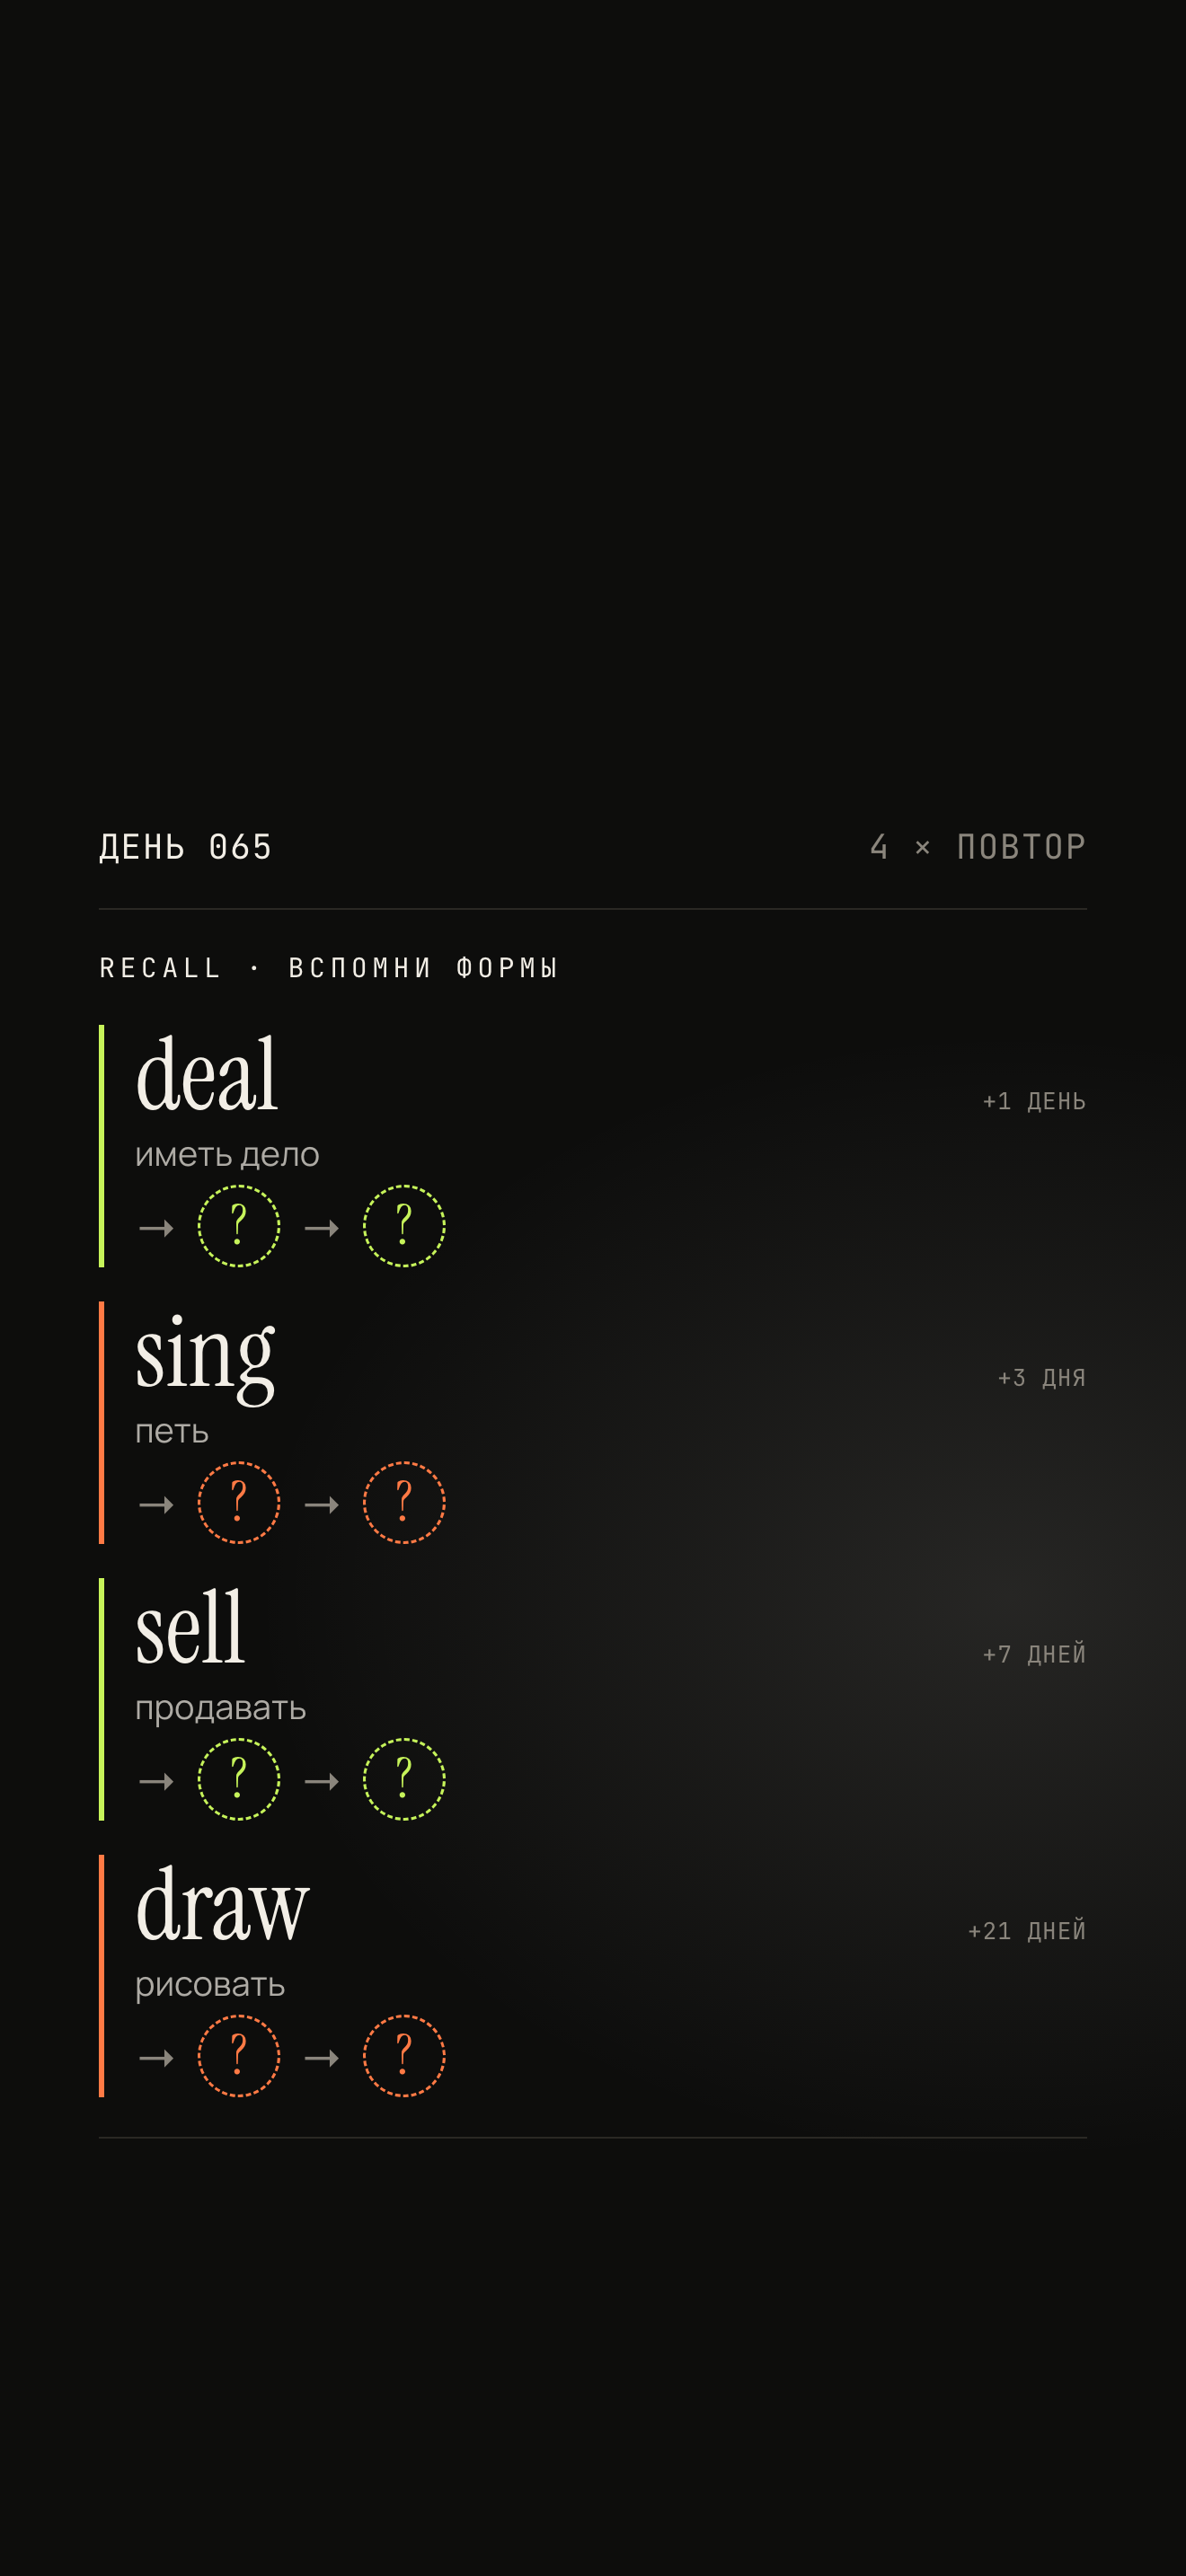 ДЕНЬ 065
4 × ПОВТОР
RECALL · ВСПОМНИ ФОРМЫ
deal
+1 ДЕНЬ
иметь дело
→ ? → ?
sing
+3 ДНЯ
петь
→ ? → ?
sell
+7 ДНЕЙ
продавать
→ ? → ?
draw
+21 ДНЕЙ
рисовать
→ ? → ?